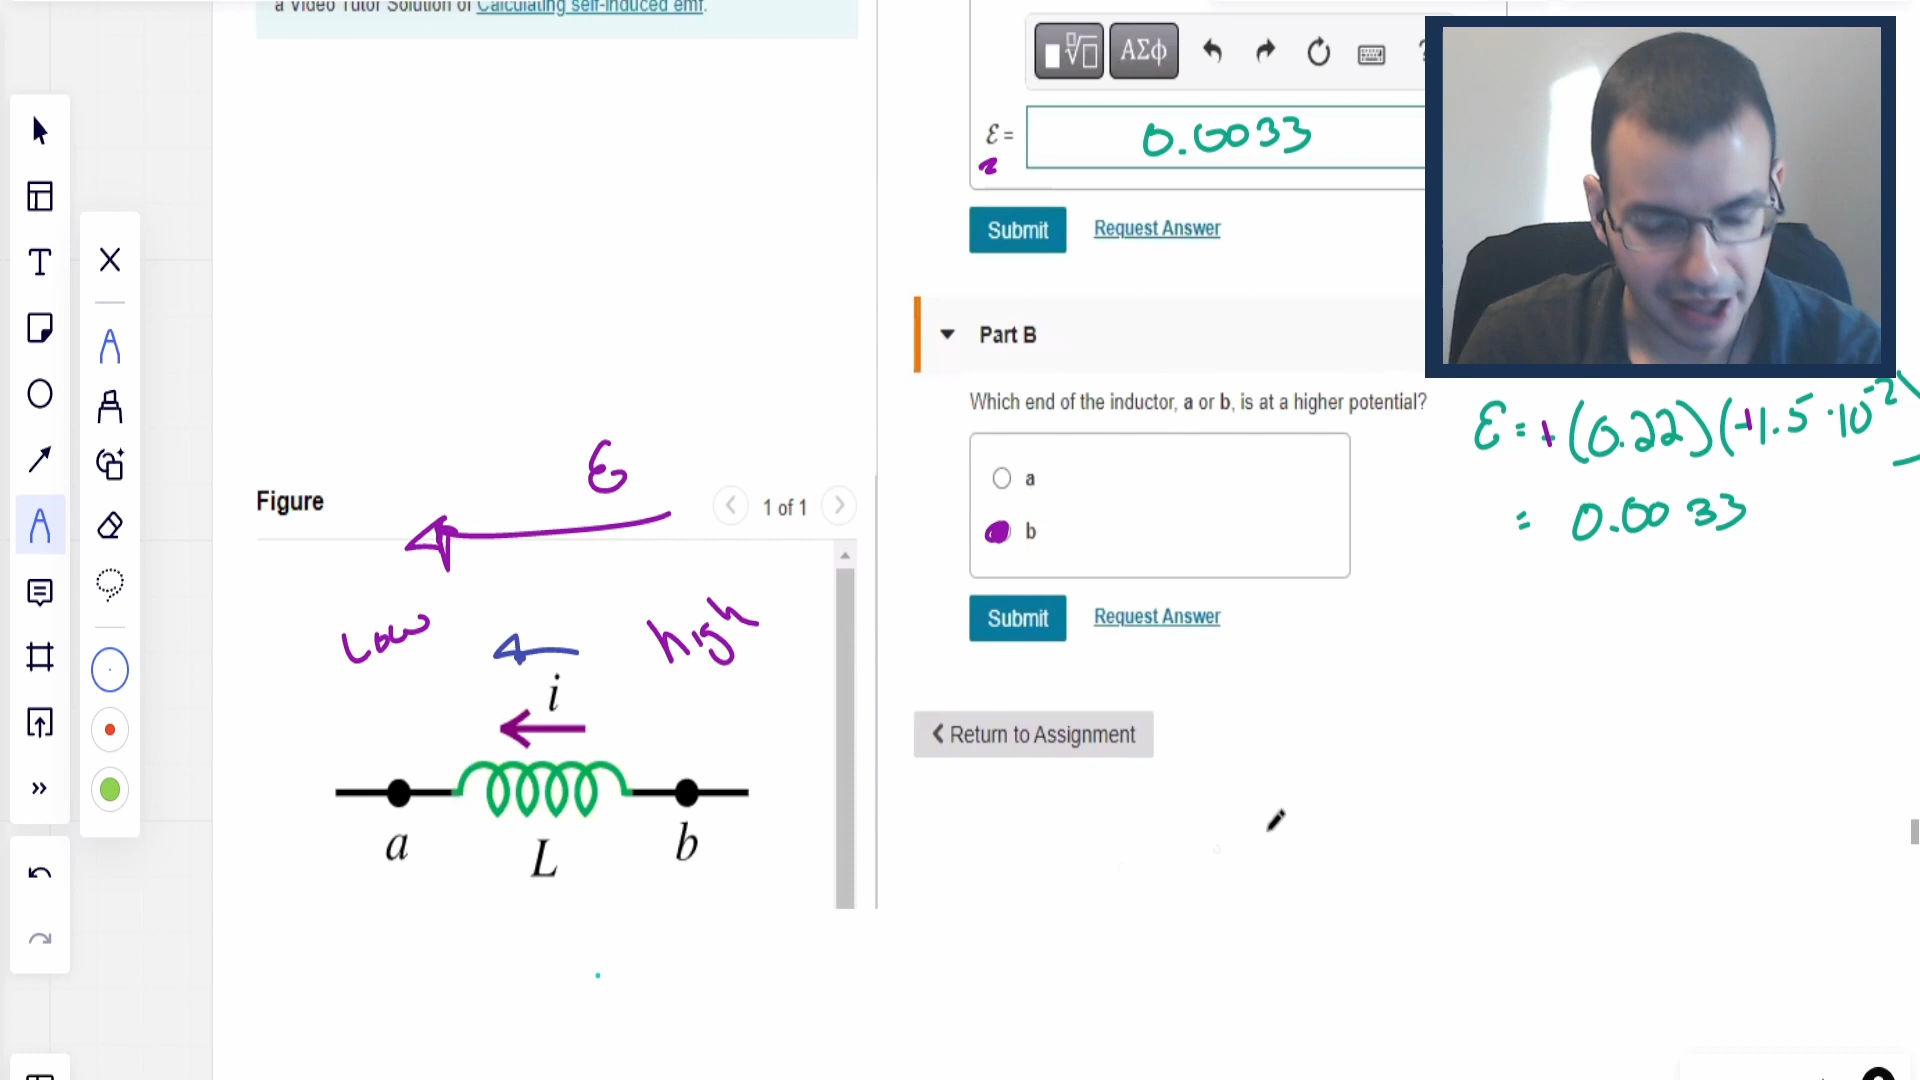 a Video Tutor Solution of Calculating self-induced emf.
ΑΣφ
?
ℰ = 0.0033
Submit Request Answer
Part B
Which end of the inductor, a or b, is at a higher potential?
a
b
Submit Request Answer
Return to Assignment
ℰ = + (0.22)(+1.5·10⁻²)
= 0.0033
Figure
1 of 1
ℰ
Low
high
i
a
L
b
T